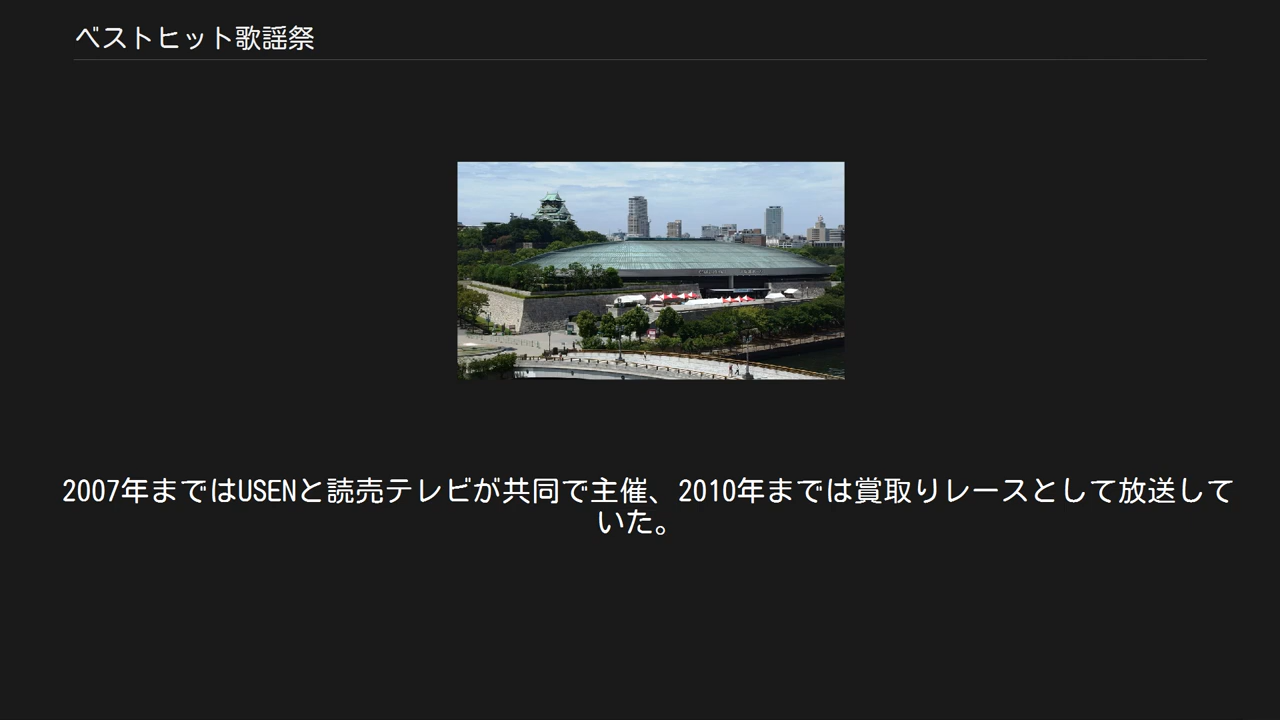 ベストヒット歌謡祭
2007年まではUSENと読売テレビが共同で主催、2010年までは賞取りレースとして放送して
いた。